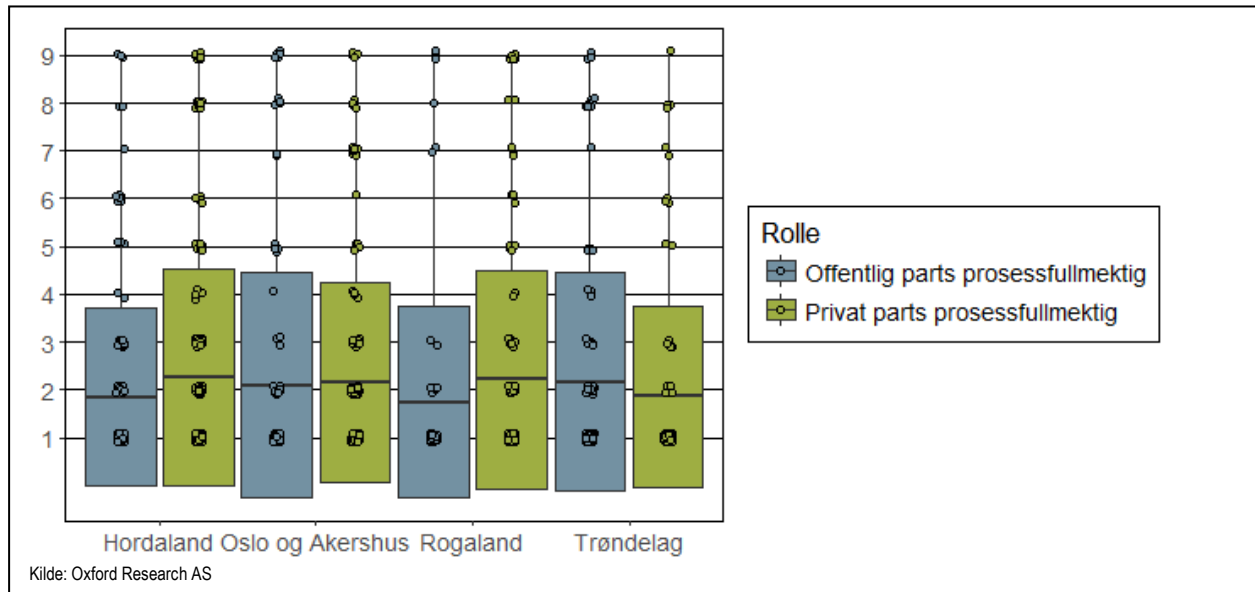 9
8
7
6
5
4
3
2
1
Hordaland Oslo og Akershus Rogaland Trøndelag
Rolle
Offentlig parts prosessfullmektig
Privat parts prosessfullmektig
Kilde: Oxford Research AS